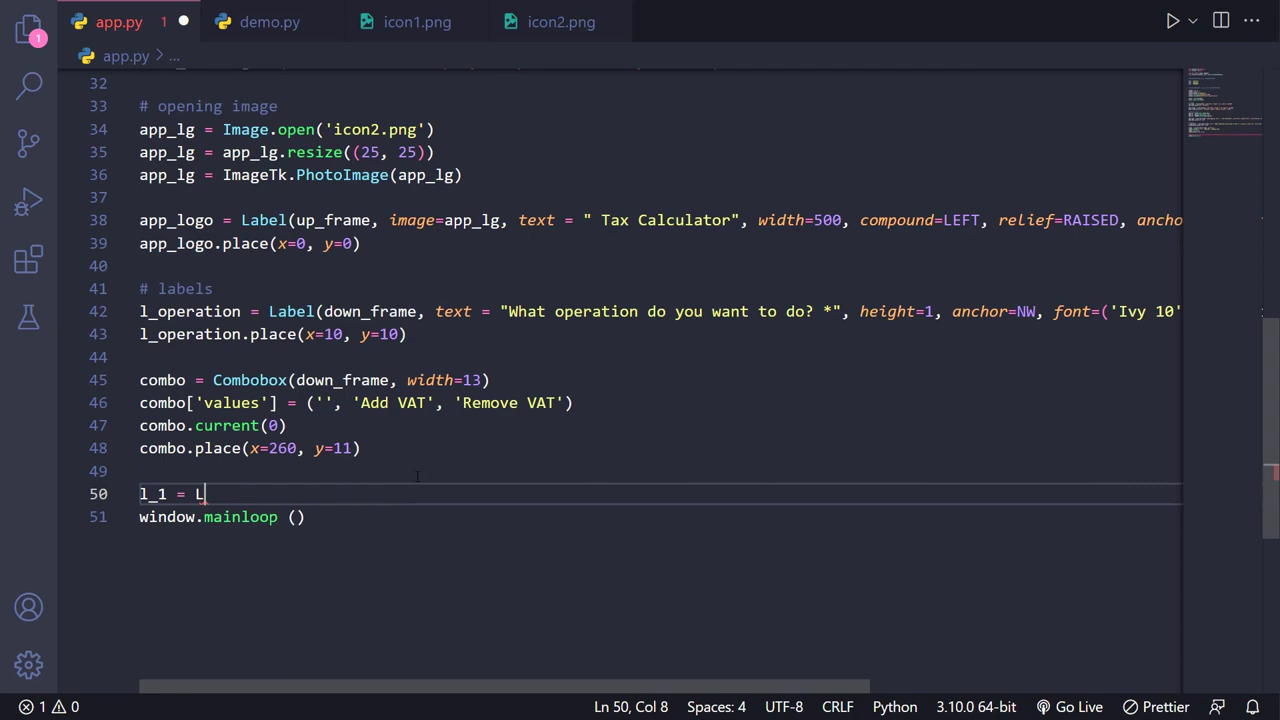 app.py 1
demo.py
icon1.png
icon2.png
1
app.py > ...
32
33 # opening image
34 app_lg = Image.open('icon2.png')
35 app_lg = app_lg.resize((25, 25))
36 app_lg = ImageTk.PhotoImage(app_lg)
37
38 app_logo = Label(up_frame, image=app_lg, text = " Tax Calculator", width=500, compound=LEFT, relief=RAISED, ancho
39 app_logo.place(x=0, y=0)
40
41 # labels
42 l_operation = Label(down_frame, text = "What operation do you want to do? *", height=1, anchor=NW, font=('Ivy 10'
43 l_operation.place(x=10, y=10)
44
45 combo = Combobox(down_frame, width=13)
46 combo['values'] = ('', 'Add VAT', 'Remove VAT')
47 combo.current(0)
48 combo.place(x=260, y=11)
49
50 l_1 = L
51 window.mainloop ()
1 0
Ln 50, Col 8
Spaces: 4
UTF-8
CRLF
Python
3.10.0 64-bit
Go Live
Prettier